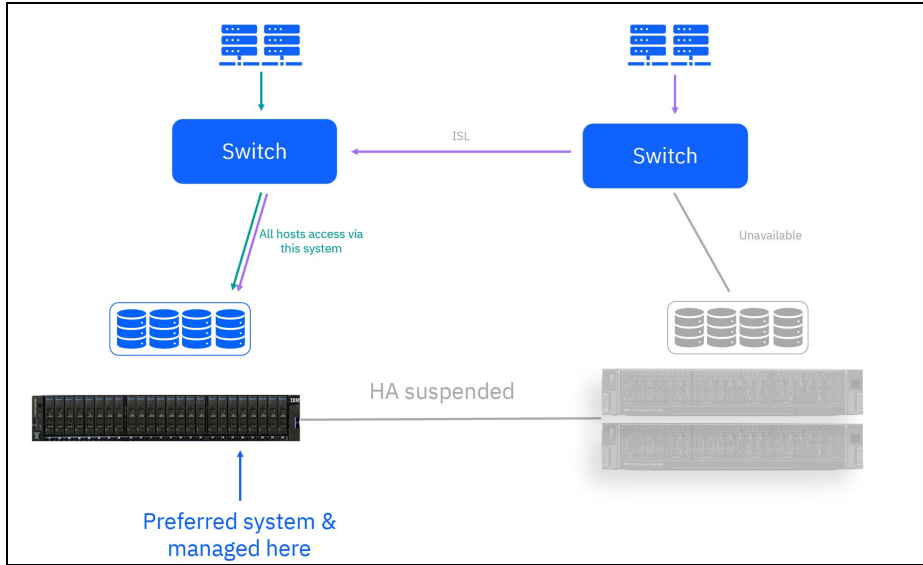 Switch
ISL
Switch
All hosts access via
this system
Unavailable
HA suspended
IBM
Preferred system &
managed here